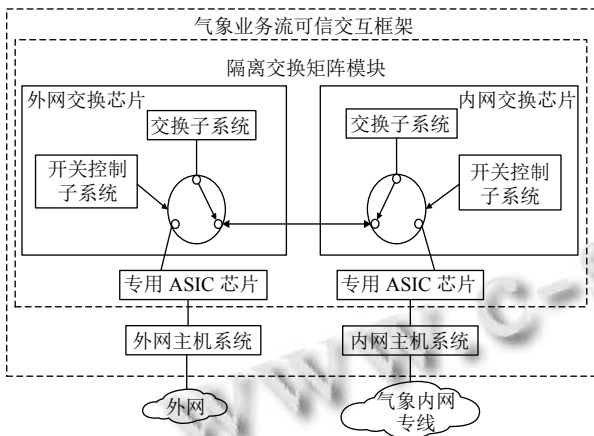 气象业务流可信交互框架
隔离交换矩阵模块
外网交换芯片
内网交换芯片
交换子系统
交换子系统
开关控制
子系统
开关控制
子系统
专用 ASIC 芯片
专用 ASIC 芯片
外网主机系统
内网主机系统
外网
气象内网
专线
www.c-